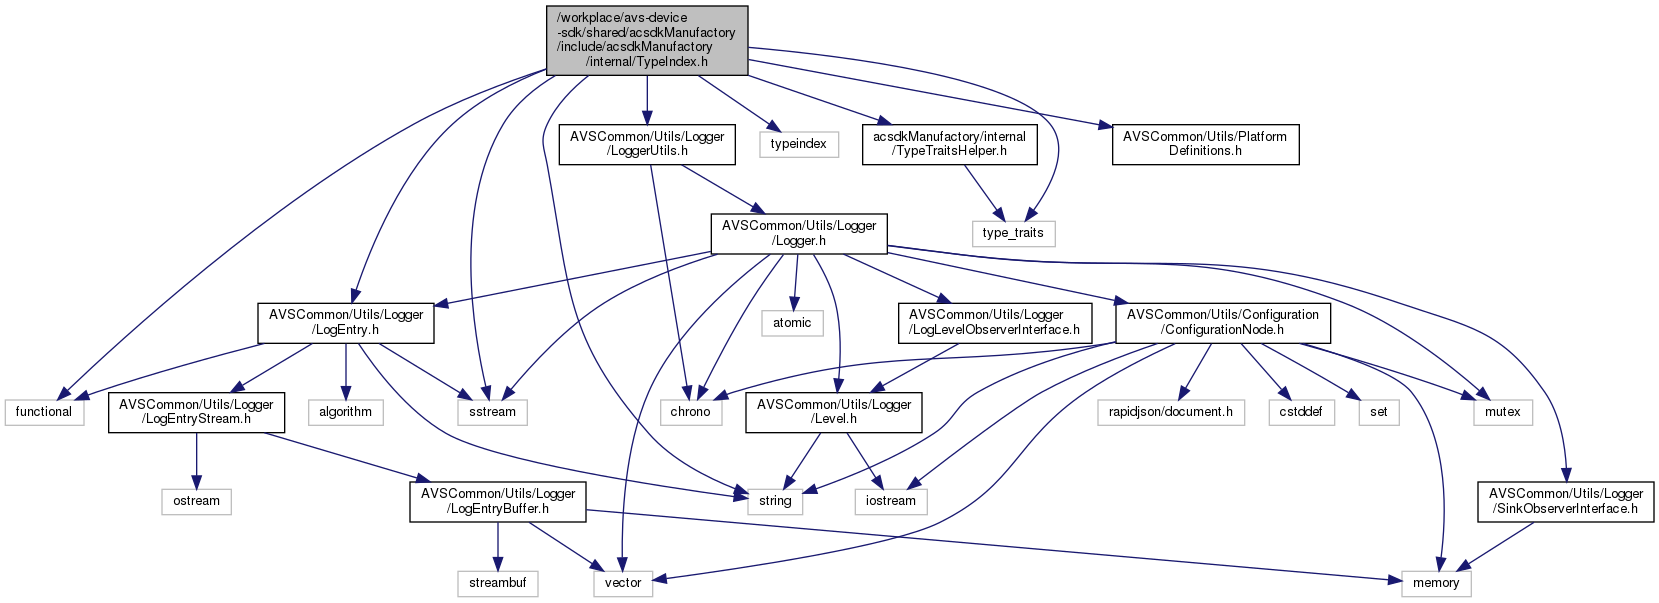 /workplace/avs-device
-sdk/shared/acsdkManufactory
/include/acsdkManufactory
/internal/TypeIndex.h
AVSCommon/Utils/Logger
/LoggerUtils.h
typeindex
acsdkManufactory/internal
/TypeTraitsHelper.h
AVSCommon/Utils/Platform
Definitions.h
AVSCommon/Utils/Logger
/Logger.h
type_traits
AVSCommon/Utils/Logger
/LogEntry.h
atomic
AVSCommon/Utils/Logger
/LogLevelObserverInterface.h
AVSCommon/Utils/Configuration
/ConfigurationNode.h
functional
AVSCommon/Utils/Logger
/LogEntryStream.h
algorithm
sstream
chrono
AVSCommon/Utils/Logger
/Level.h
rapidjson/document.h
cstddef
set
mutex
ostream
AVSCommon/Utils/Logger
/LogEntryBuffer.h
string
iostream
AVSCommon/Utils/Logger
/SinkObserverInterface.h
streambuf
vector
memory